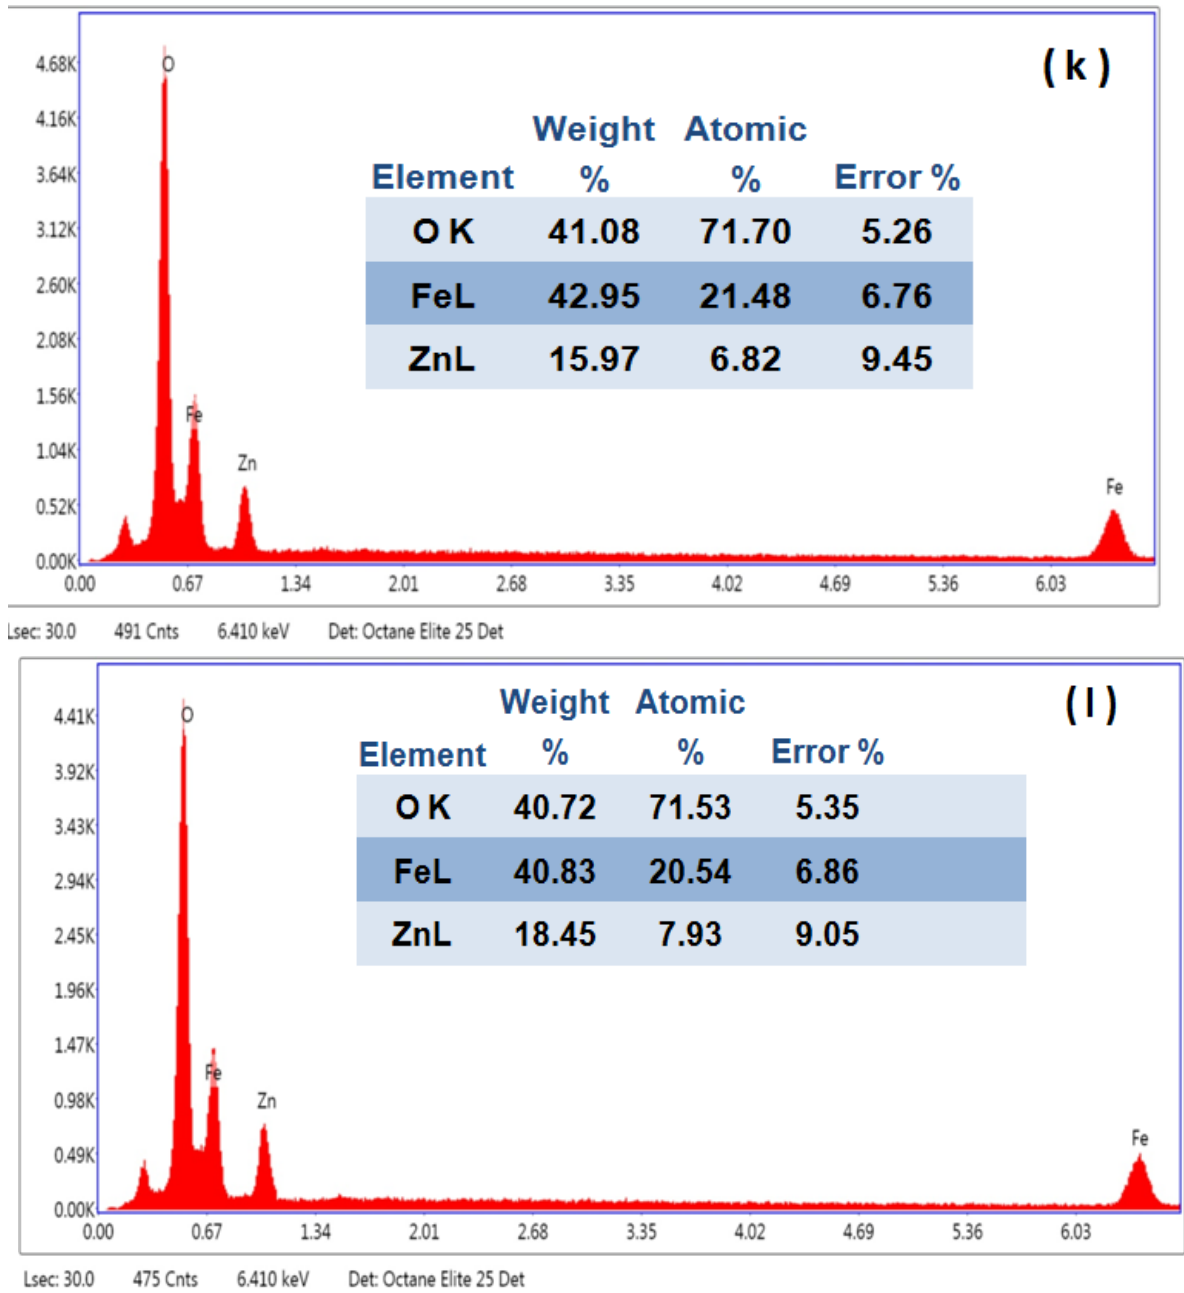 ( k )
4.68K
4.16K
3.64K
3.12K
2.60K
2.08K
1.56K
1.04K
0.52K
0.00K
O
Fe
Zn
Fe
Weight Atomic
Element % % Error %
O K 41.08 71.70 5.26
FeL 42.95 21.48 6.76
ZnL 15.97 6.82 9.45
0.00 0.67 1.34 2.01 2.68 3.35 4.02 4.69 5.36 6.03
Lsec: 30.0 491 Cnts 6.410 keV Det: Octane Elite 25 Det
( l )
4.41K
3.92K
3.43K
2.94K
2.45K
1.96K
1.47K
0.98K
0.49K
0.00K
O
Fe
Zn
Fe
Weight Atomic
Element % % Error %
O K 40.72 71.53 5.35
FeL 40.83 20.54 6.86
ZnL 18.45 7.93 9.05
0.00 0.67 1.34 2.01 2.68 3.35 4.02 4.69 5.36 6.03
Lsec: 30.0 475 Cnts 6.410 keV Det: Octane Elite 25 Det